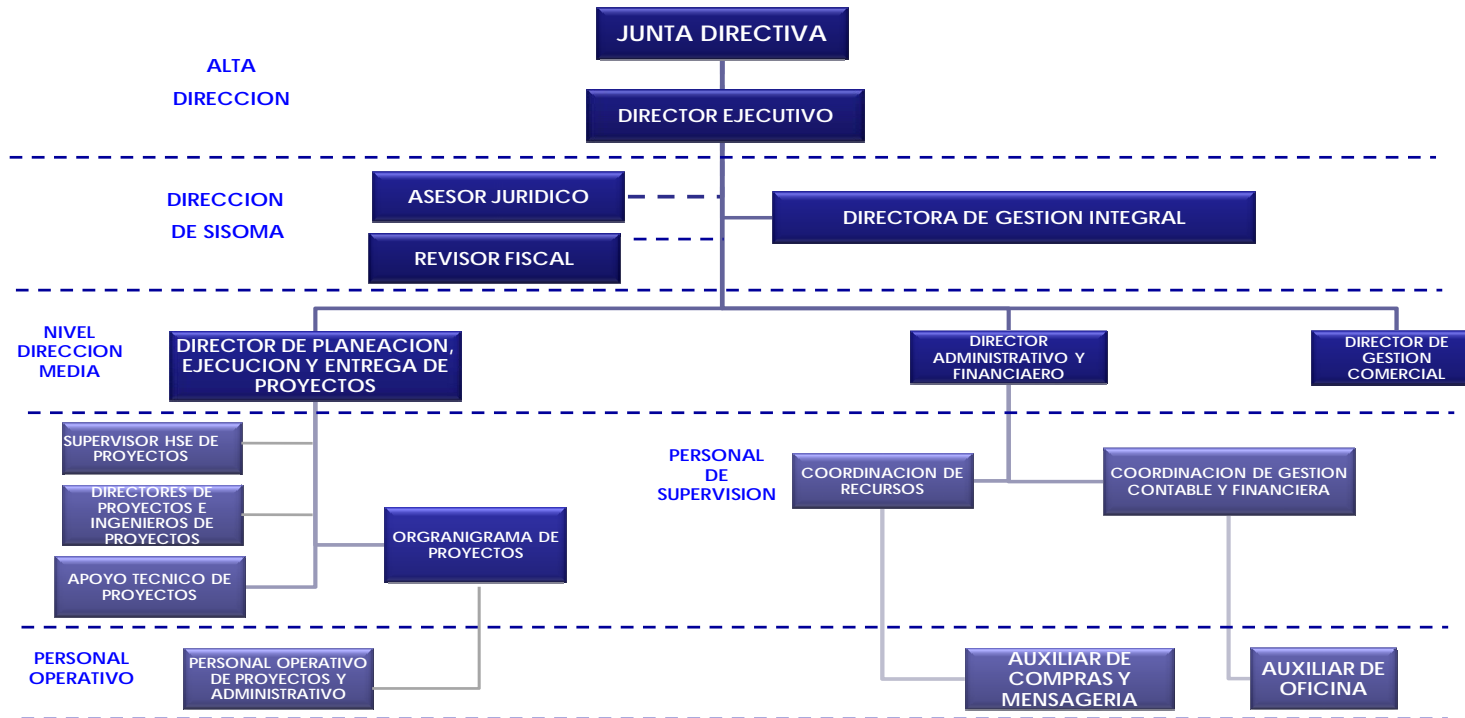 JUNTA DIRECTIVA
ALTA
DIRECCION
DIRECTOR EJECUTIVO
DIRECCION
DE SISOMA
ASESOR JURIDICO
DIRECTORA DE GESTION INTEGRAL
REVISOR FISCAL
NIVEL
DIRECCION
MEDIA
DIRECTOR DE PLANEACION,
EJECUCION Y ENTREGA DE
PROYECTOS
DIRECTOR
ADMINISTRATIVO Y
FINANCIAERO
DIRECTOR DE
GESTION
COMERCIAL
SUPERVISOR HSE DE
PROYECTOS
DIRECTORES DE
PROYECTOS E
INGENIEROS DE
PROYECTOS
APOYO TECNICO DE
PROYECTOS
ORGRANIGRAMA DE
PROYECTOS
PERSONAL
DE
SUPERVISION
COORDINACION DE
RECURSOS
COORDINACION DE GESTION
CONTABLE Y FINANCIERA
PERSONAL
OPERATIVO
PERSONAL OPERATIVO
DE PROYECTOS Y
ADMINISTRATIVO
AUXILIAR DE
COMPRAS Y
MENSAGERIA
AUXILIAR DE
OFICINA